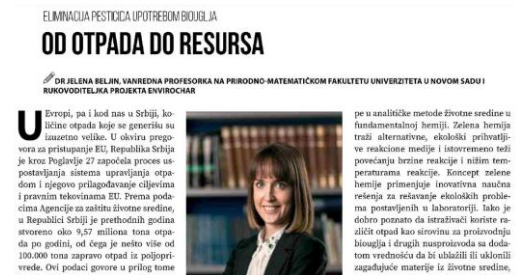 ELIMINACIJA PESTICICA UPOTREBOM BIOUGLJA
OD OTPADA DO RESURSA
DR JELENA BELJIN, VANREDNA PROFESORKA NA PRIRODNO-MATEMATIČKOM FAKULTETU UNIVERZITETA U NOVOM SADU I
RUKOVODITELJKA PROJEKTA ENVIROCHAR
U Evropi, pa i kod nas u Srbiji, ko-
ličine otpada koje se generišu su
izuzetno velike. U okviru prego-
vora za pristupanje EU, Republika Srbija
je kroz Poglavlje 27 započela proces us-
postavljanja sistema upravljanja otpa-
dom i njegovo prilagođavanje ciljevima
i pravnim tekovinama EU. Prema poda-
cima Agencije za zaštitu životne sredine,
u Republici Srbiji je prethodnih godina
stvoreno oko 9,57 miliona tona otpa-
da po godini, od čega je nešto više od
100.000 tona zapravo otpad iz poljopri-
vrede. Ovi podaci govore u prilog tome
pe u analitičke metode životne sredine u
fundamentalnoj hemiji. Zelena hemija
traži alternativne, ekološki prihvatlji-
ve reakcione medije i istovremeno teži
povećanju brzine reakcije i nižim tem-
peraturama reakcije. Koncept zelene
hemije primenjuje inovativna naučna
rešenja za rešavanje ekoloških proble-
ma postavljenih u laboratoriji. Iako je
dobro poznato da istraživači koriste ra-
zličit otpad kao sirovinu za proizvodnju
biouglja i drugih nusproizvoda sa doda-
tom vrednošću da bi ublažili ili uklonili
zagađujuće materije iz životne sredine,